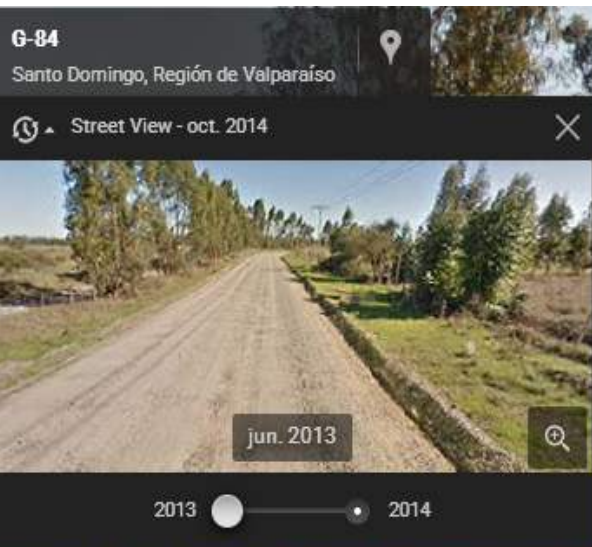 G-84
Santo Domingo, Región de Valparaíso
Street View - oct. 2014
jun. 2013
2013
2014